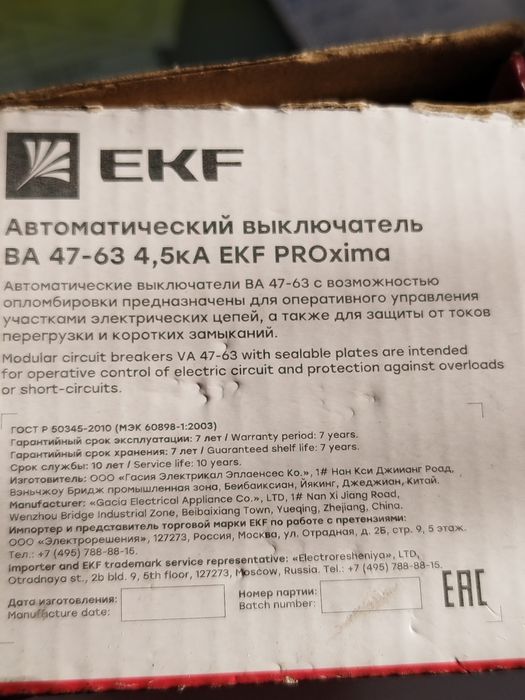 EKF
Автоматический выключатель
ВА 47-63 4,5кА EKF PROxima
Автоматические выключатели ВА 47-63 с возможностью
опломбировки предназначены для оперативного управления
участками электрических цепей, а также для защиты от токов
перегрузки и коротких замыканий.
Modular circuit breakers VA 47-63 with sealable plates are intended
for operative control of electric circuit and protection against overloads
or short-circuits.
ГОСТ Р 50345-2010 (МЭК 60898-1:2003)
Гарантийный срок эксплуатации: 7 лет / Warranty period: 7 years.
Гарантийный срок хранения: 7 лет / Guaranteed shelf life: 7 years.
Срок службы: 10 лет / Service life: 10 years.
Изготовитель: ООО «Гасия Электрикал Эплаенсес Ко.», 1# Нан Кси Джианг Роад,
Вэньчжоу Бридж промышленная зона, Беибаиксиан, Йякинг, Джеджиан, Китай.
Manufacturer: «Gacia Electrical Appliance Co.», LTD, 1# Nan Xi Jiang Road,
Wenzhou Bridge Industrial Zone, Beibaixiang Town, Yueqing, Zhejiang, China.
Импортер и представитель торговой марки EKF по работе с претензиями:
ООО «Электрорешения», 127273, Россия, Москва, ул. Отрадная, д. 2Б, стр. 9, 5 этаж.
Тел.: +7 (495) 788-88-15.
Importer and EKF trademark service representative: «Electroresheniya», LTD,
Otradnaya st., 2b bld. 9, 5th floor, 127273, Moscow, Russia. Tel.: +7 (495) 788-88-15.
Дата изготовления:
Manufacture date:
Номер партии:
Batch number:
EAC